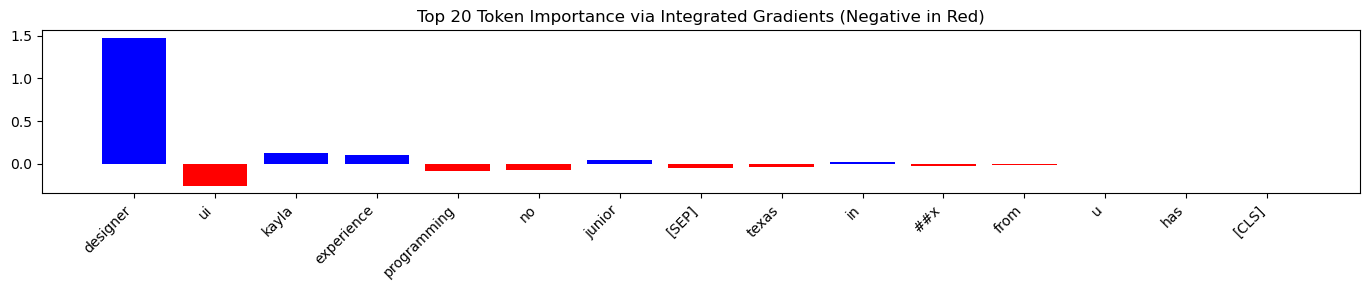 Top 20 Token Importance via Integrated Gradients (Negative in Red)
1.5
1.0
0.5
0.0
designer
ui
kayla
experience
programming
no
junior
[SEP]
texas
in
##x
from
u
has
[CLS]